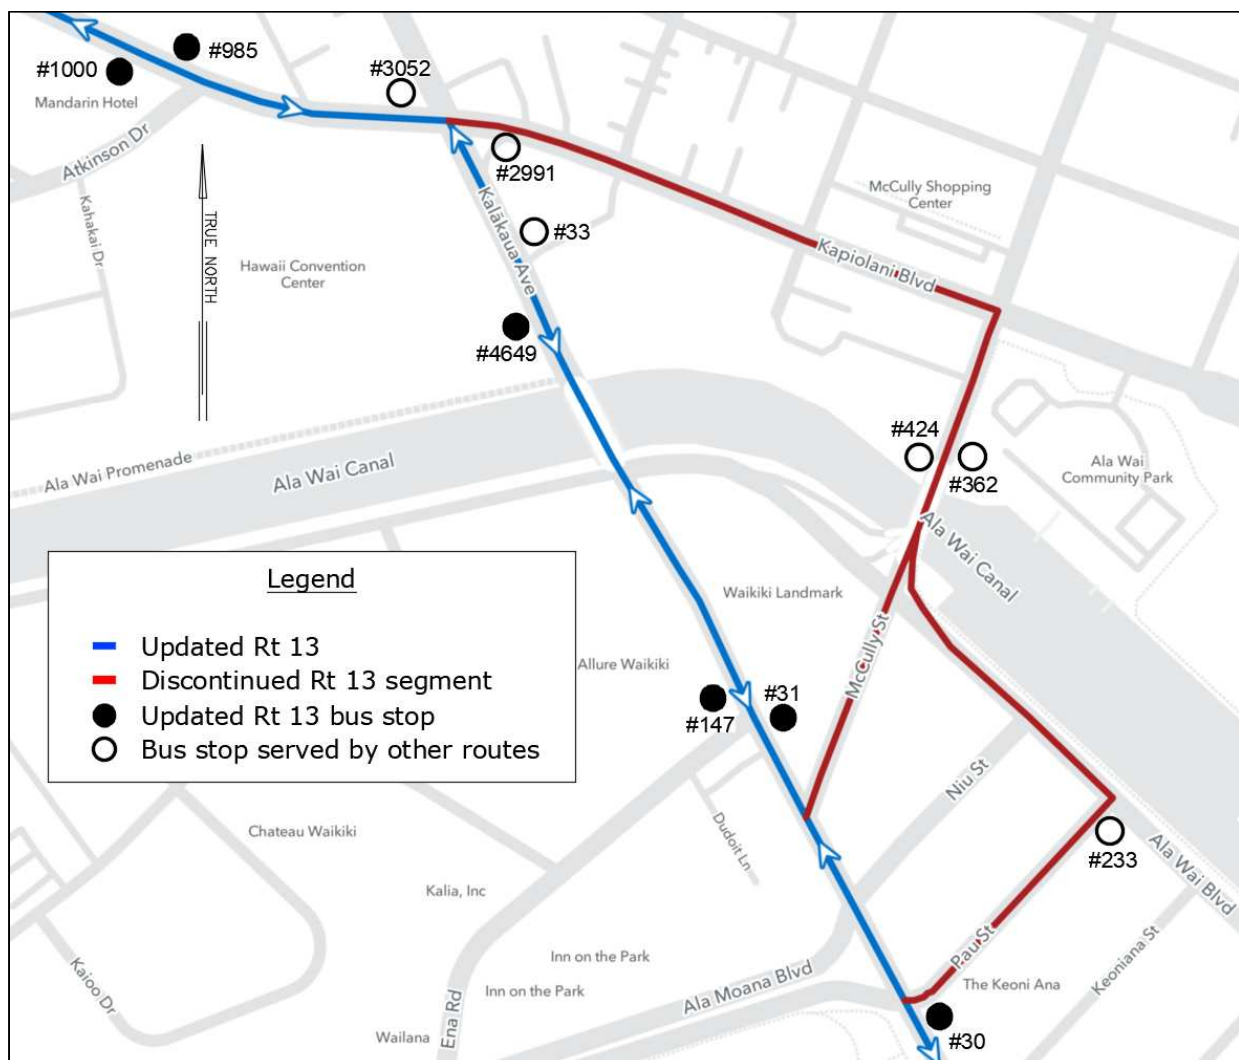 #985
#1000
Mandarin Hotel
#3052
Atkinson Dr
Kahakai Dr
TRUE NORTH
#2991
Kalākaua Ave
#33
McCully Shopping
Center
Kapiolani Blvd
Hawaii Convention
Center
#4649
Ala Wai Promenade
Ala Wai Canal
#424
#362
Ala Wai
Community Park
Ala Wai Canal
Legend
Updated Rt 13
Discontinued Rt 13 segment
Updated Rt 13 bus stop
Bus stop served by other routes
Waikiki Landmark
McCully St
Allure Waikiki
#31
#147
Niu St
Dudoit Ln
Chateau Waikiki
#233
Ala Wai Blvd
Kalia, Inc
Pau St
Keoniana St
Kaioo Dr
Inn on the Park
Inn on the Park
Ala Moana Blvd
The Keoni Ana
Ena Rd
Wailana
#30